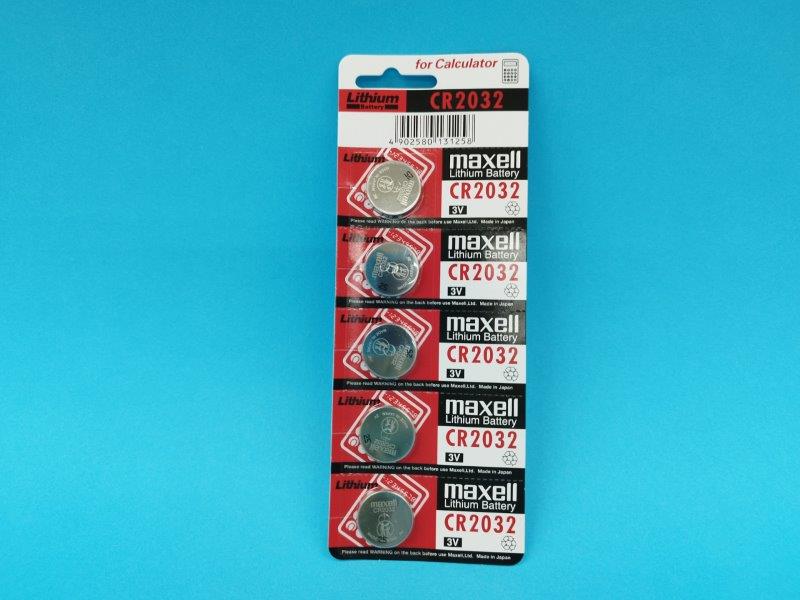 for Calculator
Lithium
Battery
CR2032
4 902580 131258
Lithium
maxell
Lithium Battery
CR2032
3V
Please read WARNING on the back before use Maxell,Ltd. Made in Japan
Lithium
maxell
CR2032
maxell
Lithium Battery
CR2032
3V
Please read WARNING on the back before use Maxell,Ltd. Made in Japan
Lithium
maxell
Lithium Battery
CR2032
3V
Please read WARNING on the back before use Maxell,Ltd. Made in Japan
Lithium
maxell
Lithium Battery
CR2032
3V
Please read WARNING on the back before use Maxell,Ltd. Made in Japan
Lithium
maxell
CR2032
maxell
Lithium Battery
CR2032
3V
Please read WARNING on the back before use Maxell,Ltd. Made in Japan